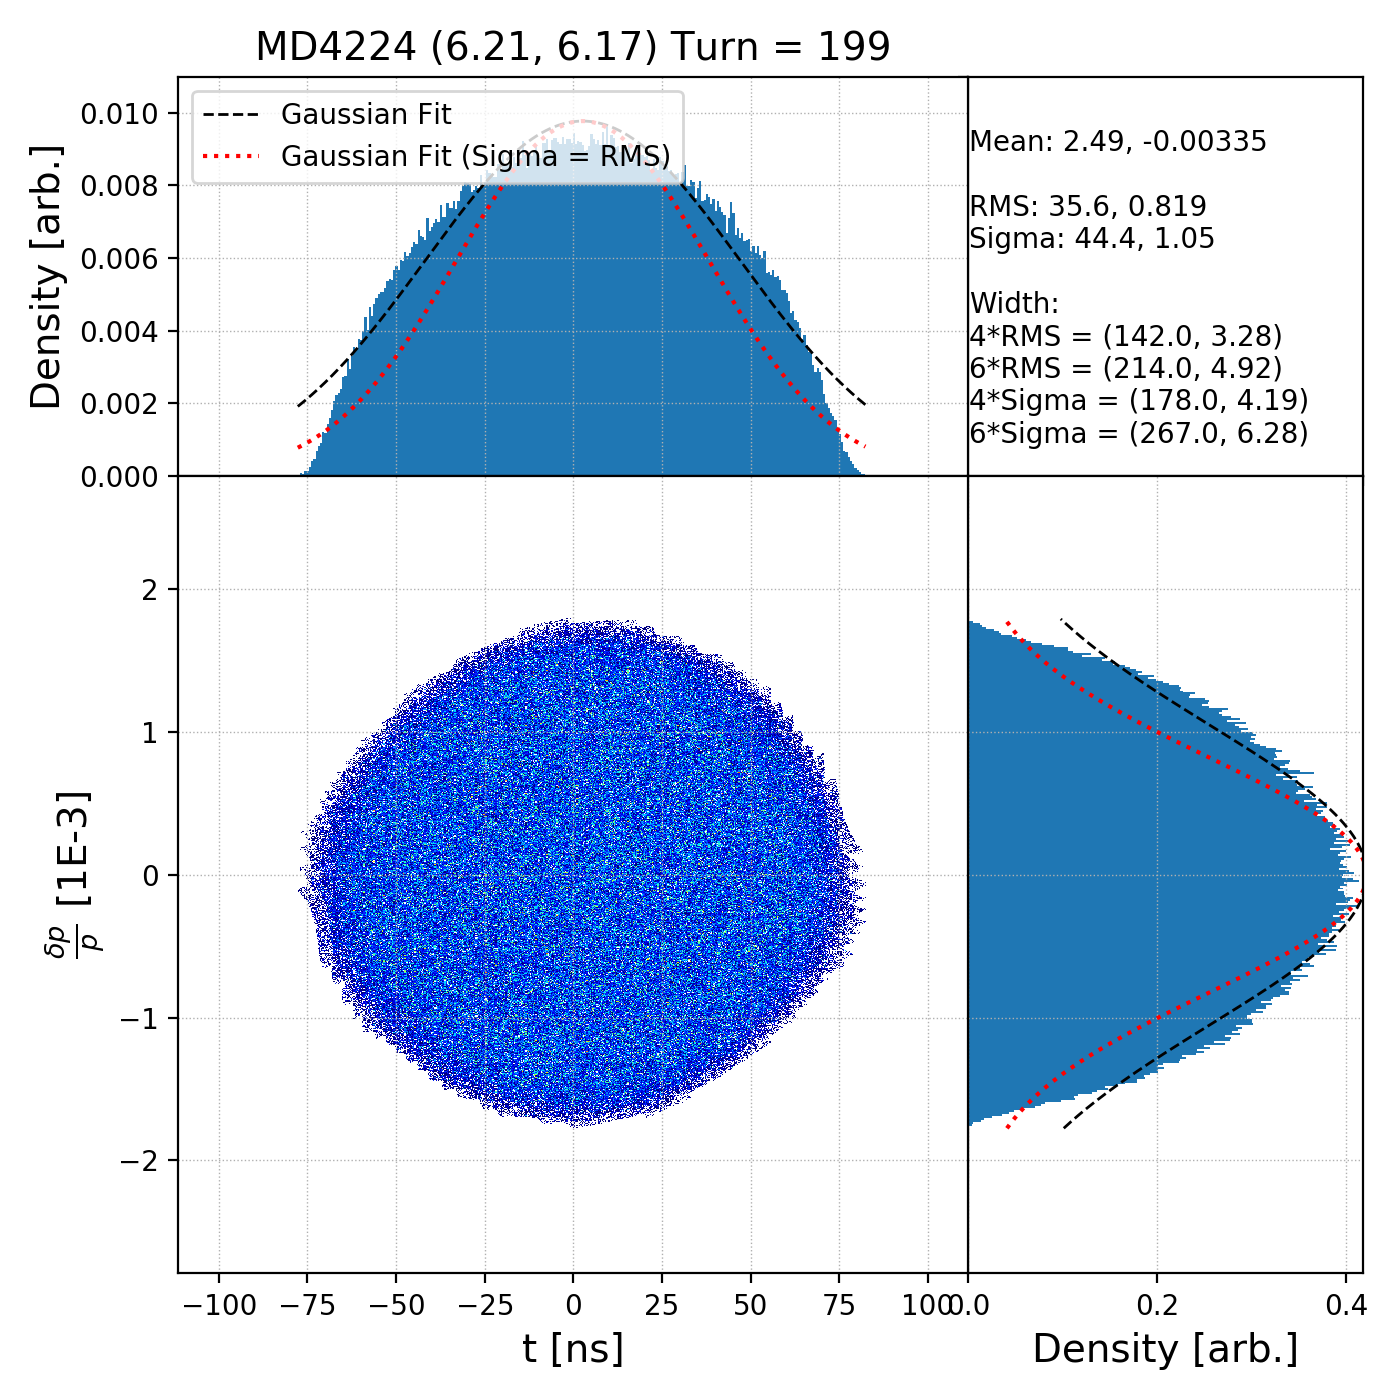 MD4224 (6.21, 6.17) Turn = 199
Gaussian Fit
Gaussian Fit (Sigma = RMS)
Density [arb.]
0.010
0.008
0.006
0.004
0.002
0.000
Mean: 2.49, -0.00335
RMS: 35.6, 0.819
Sigma: 44.4, 1.05
Width:
4*RMS = (142.0, 3.28)
6*RMS = (214.0, 4.92)
4*Sigma = (178.0, 4.19)
6*Sigma = (267.0, 6.28)
δp/p [1E-3]
2
1
0
−1
−2
−100 −75 −50 −25 0 25 50 75 100
t [ns]
0.0 0.2 0.4
Density [arb.]